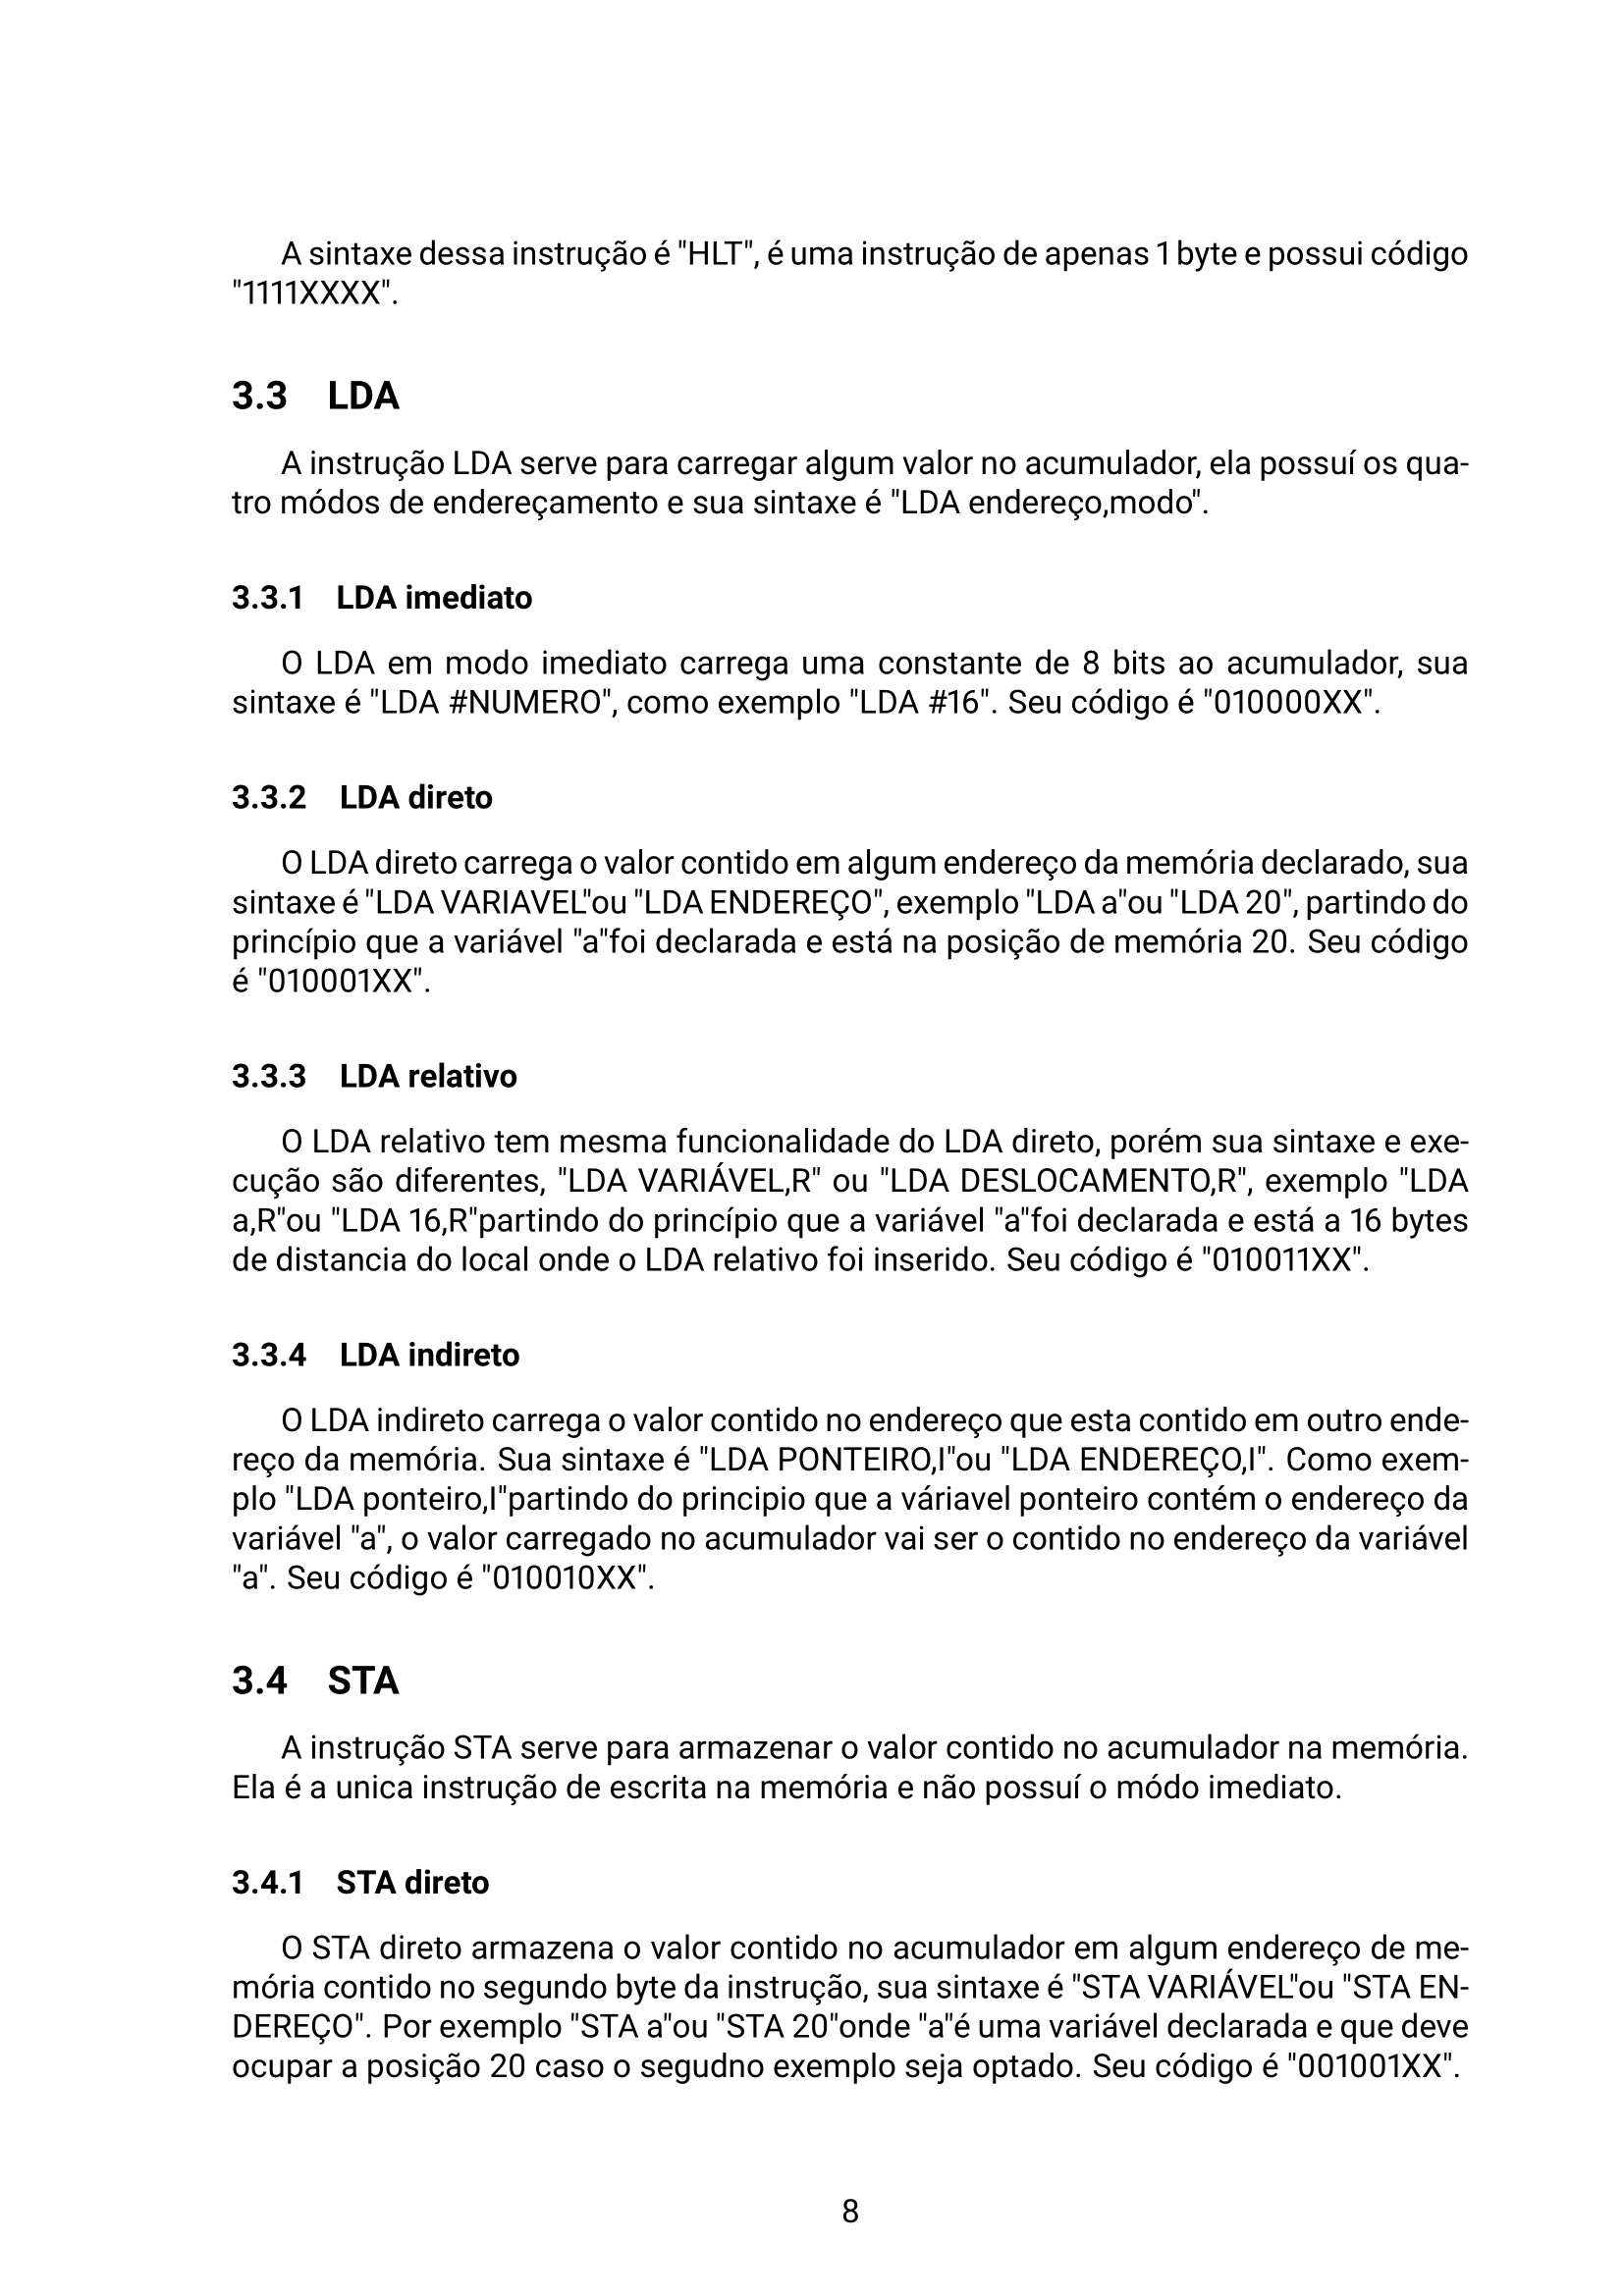 A sintaxe dessa instrução é "HLT", é uma instrução de apenas 1 byte e possui código
"1111XXXX".
3.3 LDA
A instrução LDA serve para carregar algum valor no acumulador, ela possuí os qua-
tro módos de endereçamento e sua sintaxe é "LDA endereço,modo".
3.3.1 LDA imediato
O LDA em modo imediato carrega uma constante de 8 bits ao acumulador, sua
sintaxe é "LDA #NUMERO", como exemplo "LDA #16". Seu código é "010000XX".
3.3.2 LDA direto
O LDA direto carrega o valor contido em algum endereço da memória declarado, sua
sintaxe é "LDA VARIAVEL"ou "LDA ENDEREÇO", exemplo "LDA a"ou "LDA 20", partindo do
princípio que a variável "a"foi declarada e está na posição de memória 20. Seu código
é "010001XX".
3.3.3 LDA relativo
O LDA relativo tem mesma funcionalidade do LDA direto, porém sua sintaxe e exe-
cução são diferentes, "LDA VARIÁVEL,R" ou "LDA DESLOCAMENTO,R", exemplo "LDA
a,R"ou "LDA 16,R"partindo do princípio que a variável "a"foi declarada e está a 16 bytes
de distancia do local onde o LDA relativo foi inserido. Seu código é "010011XX".
3.3.4 LDA indireto
O LDA indireto carrega o valor contido no endereço que esta contido em outro ende-
reço da memória. Sua sintaxe é "LDA PONTEIRO,I"ou "LDA ENDEREÇO,I". Como exem-
plo "LDA ponteiro,I"partindo do principio que a váriavel ponteiro contém o endereço da
variável "a", o valor carregado no acumulador vai ser o contido no endereço da variável
"a". Seu código é "010010XX".
3.4 STA
A instrução STA serve para armazenar o valor contido no acumulador na memória.
Ela é a unica instrução de escrita na memória e não possuí o módo imediato.
3.4.1 STA direto
O STA direto armazena o valor contido no acumulador em algum endereço de me-
mória contido no segundo byte da instrução, sua sintaxe é "STA VARIÁVEL"ou "STA EN-
DEREÇO". Por exemplo "STA a"ou "STA 20"onde "a"é uma variável declarada e que deve
ocupar a posição 20 caso o segudno exemplo seja optado. Seu código é "001001XX".
8